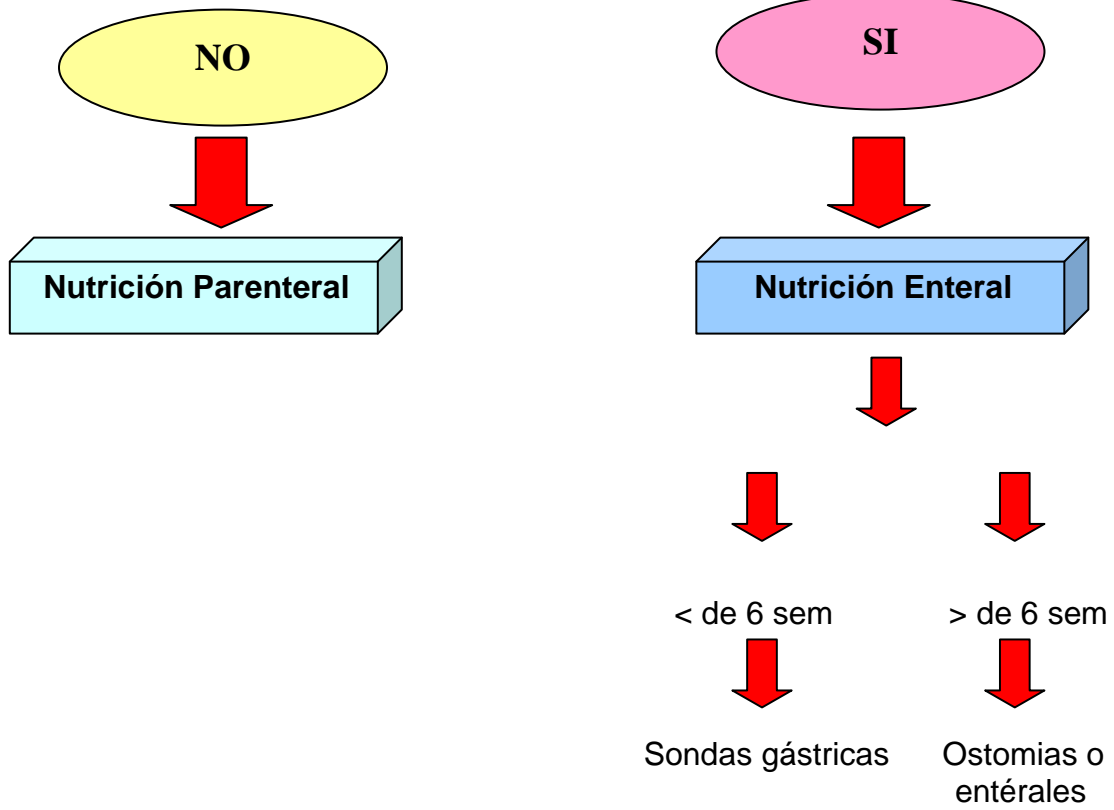 NO
SI
Nutrición Parenteral
Nutrición Enteral
< de 6 sem
> de 6 sem
Sondas gástricas
Ostomias o
entérales